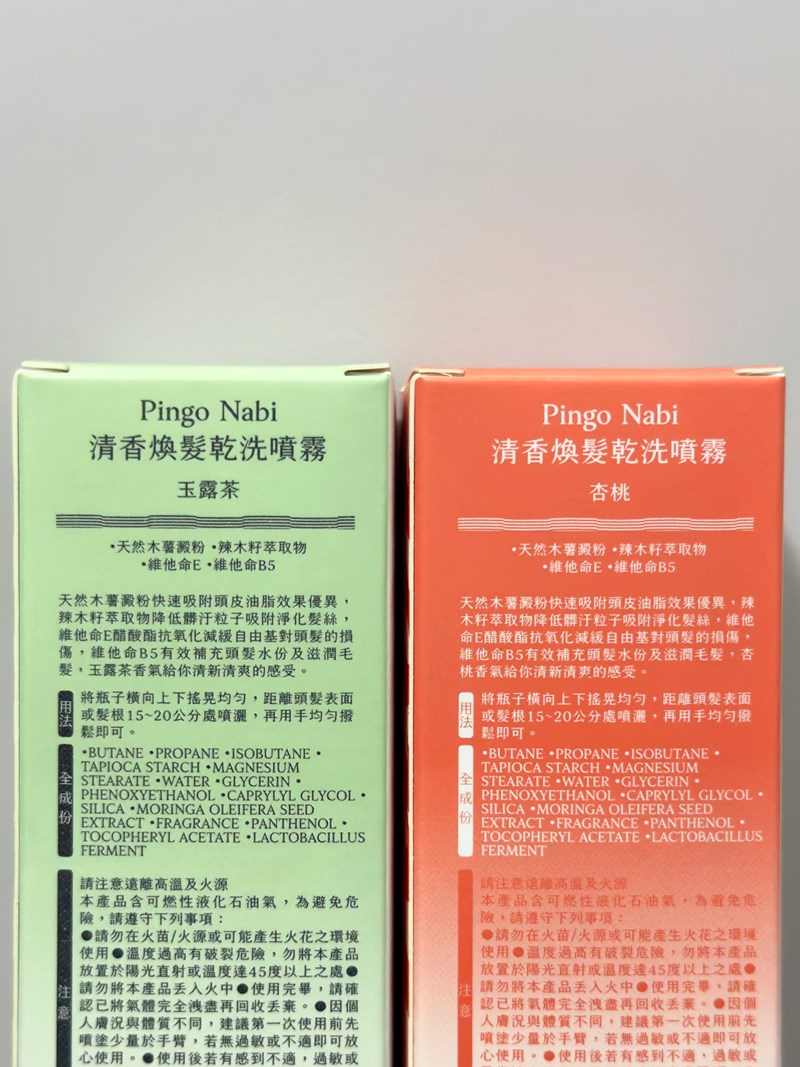 Pingo Nabi
清香煥髮乾洗噴霧
玉露茶
•天然木薯澱粉 •辣木籽萃取物
•維他命E •維他命B5
天然木薯澱粉快速吸附頭皮油脂效果優異，
辣木籽萃取物降低髒汙粒子吸附淨化髮絲，
維他命E醋酸酯抗氧化減緩自由基對頭髮的損
傷，維他命B5有效補充頭髮水份及滋潤毛
髮，玉露茶香氣給你清新清爽的感受。
用法
將瓶子橫向上下搖晃均勻，距離頭髮表面
或髮根15~20公分處噴灑，再用手均勻撥
鬆即可。
全成份
•BUTANE •PROPANE •ISOBUTANE •
TAPIOCA STARCH •MAGNESIUM
STEARATE •WATER •GLYCERIN •
PHENOXYETHANOL •CAPRYLYL GLYCOL •
SILICA •MORINGA OLEIFERA SEED
EXTRACT •FRAGRANCE •PANTHENOL •
TOCOPHERYL ACETATE •LACTOBACILLUS
FERMENT
注意
請注意遠離高溫及火源
本產品含可燃性液化石油氣，為避免危
險，請遵守下列事項：
●請勿在火苗/火源或可能產生火花之環境
使用●溫度過高有破裂危險，勿將本產品
放置於陽光直射或溫度達45度以上之處●
請勿將本產品丟入火中●使用完畢，請確
認已將氣體完全洩盡再回收丟棄。●因個
人膚況與體質不同，建議第一次使用前先
噴塗少量於手臂，若無過敏或不適即可放
心使用。●使用後若有感到不適，過敏或
Pingo Nabi
清香煥髮乾洗噴霧
杏桃
•天然木薯澱粉 •辣木籽萃取物
•維他命E •維他命B5
天然木薯澱粉快速吸附頭皮油脂效果優異，辣
木籽萃取物降低髒汙粒子吸附淨化髮絲，維他
命E醋酸酯抗氧化減緩自由基對頭髮的損傷，
維他命B5有效補充頭髮水份及滋潤毛髮，杏
桃香氣給你清新清爽的感受。
用法
將瓶子橫向上下搖晃均勻，距離頭髮表面
或髮根15~20公分處噴灑，再用手均勻撥
鬆即可。
全成份
•BUTANE •PROPANE •ISOBUTANE •
TAPIOCA STARCH •MAGNESIUM
STEARATE •WATER •GLYCERIN •
PHENOXYETHANOL •CAPRYLYL GLYCOL •
SILICA •MORINGA OLEIFERA SEED
EXTRACT •FRAGRANCE •PANTHENOL •
TOCOPHERYL ACETATE •LACTOBACILLUS
FERMENT
注意
請注意遠離高溫及火源
本產品含可燃性液化石油氣，為避免危
險，請遵守下列事項：
●請勿在火苗/火源或可能產生火花之環境
使用●溫度過高有破裂危險，勿將本產品
放置於陽光直射或溫度達45度以上之處●
請勿將本產品丟入火中●使用完畢，請確
認已將氣體完全洩盡再回收丟棄。●因個
人膚況與體質不同，建議第一次使用前先
噴塗少量於手臂，若無過敏或不適即可放
心使用。●使用後若有感到不適，過敏或